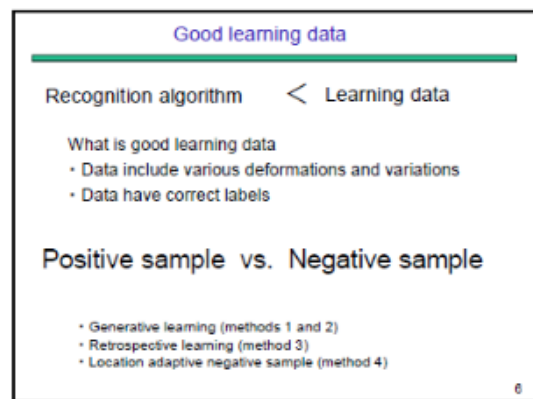 Good learning data
Recognition algorithm < Learning data
What is good learning data
・Data include various deformations and variations
・Data have correct labels
Positive sample vs. Negative sample
・Generative learning (methods 1 and 2)
・Retrospective learning (method 3)
・Location adaptive negative sample (method 4)
6